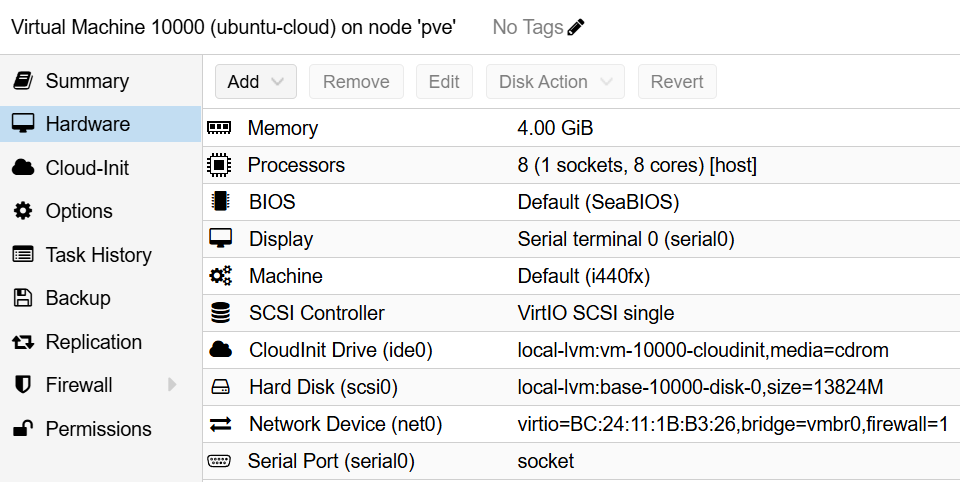 Virtual Machine 10000 (ubuntu-cloud) on node 'pve' No Tags
Summary
Hardware
Cloud-Init
Options
Task History
Backup
Replication
Firewall
Permissions
Add Remove Edit Disk Action Revert
Memory 4.00 GiB
Processors 8 (1 sockets, 8 cores) [host]
BIOS Default (SeaBIOS)
Display Serial terminal 0 (serial0)
Machine Default (i440fx)
SCSI Controller VirtIO SCSI single
CloudInit Drive (ide0) local-lvm:vm-10000-cloudinit,media=cdrom
Hard Disk (scsi0) local-lvm:base-10000-disk-0,size=13824M
Network Device (net0) virtio=BC:24:11:1B:B3:26,bridge=vmbr0,firewall=1
Serial Port (serial0) socket